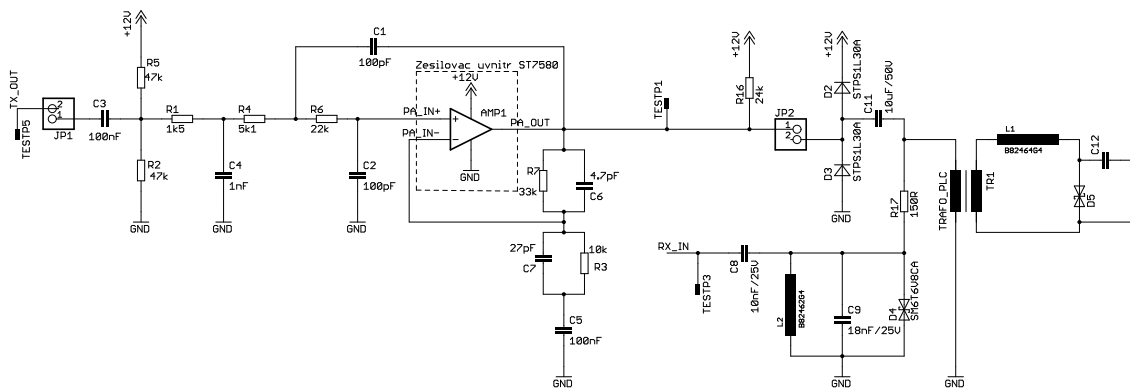 +12V
R5
47k
TX_OUT
2
1
JP1
TESTP5
C3
100nF
R1
1k5
R2
47k
GND
R4
5k1
C4
1nF
GND
R6
22k
C1
100pF
C2
100pF
GND
Zesilovac uvnitr ST7580
+12V
PA_IN+
PA_IN-
AMP1
PA_OUT
GND
R7
33k
4.7pF
C6
27pF
C7
10k
R3
C5
100nF
GND
TESTP1
+12V
R16
24k
JP2
1
2
+12V
D2
STPS1L30A
C11
10uF/50V
D3
STPS1L30A
GND
R17
150R
RX_IN
TESTP3
C8
10nF/25V
L2
B82462G4
C9
18nF/25V
D4
SM6T6V8CA
GND
TRAFO_PLC
TR1
GND
L1
B82464G4
D5
C12